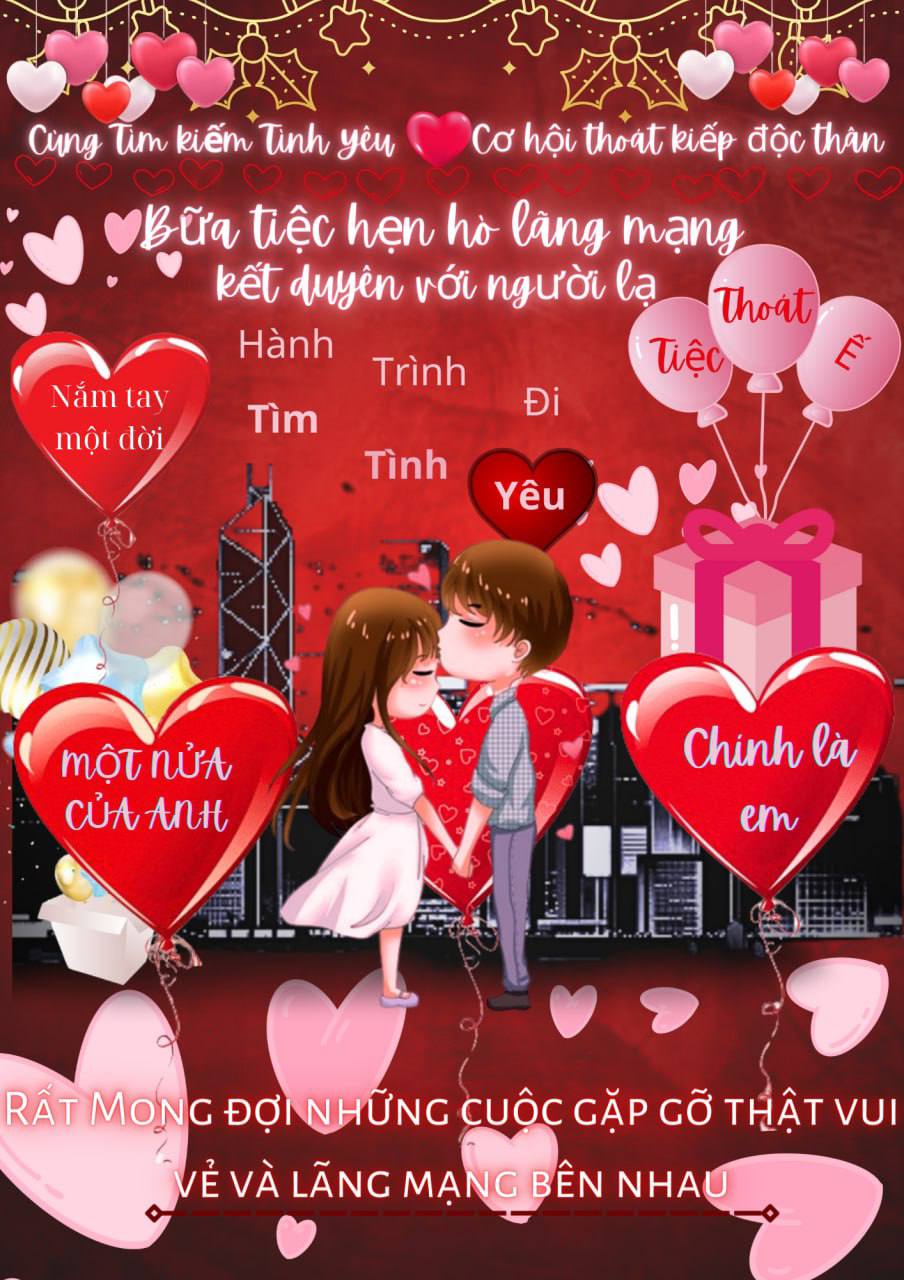 Cùng Tìm kiếm Tình yêu
Cơ hội thoát kiếp độc thân
Bữa tiệc hẹn hò lãng mạng
kết duyên với người lạ
Tiệc
Thoát
Ế
Nắm tay
một đời
Hành
Trình
Đi
Tìm
Tình
Yêu
MỘT NỬA
CỦA ANH
Chính là
em
RẤT MONG ĐỢI NHỮNG CUỘC GẶP GỠ THẬT VUI
VẺ VÀ LÃNG MẠNG BÊN NHAU